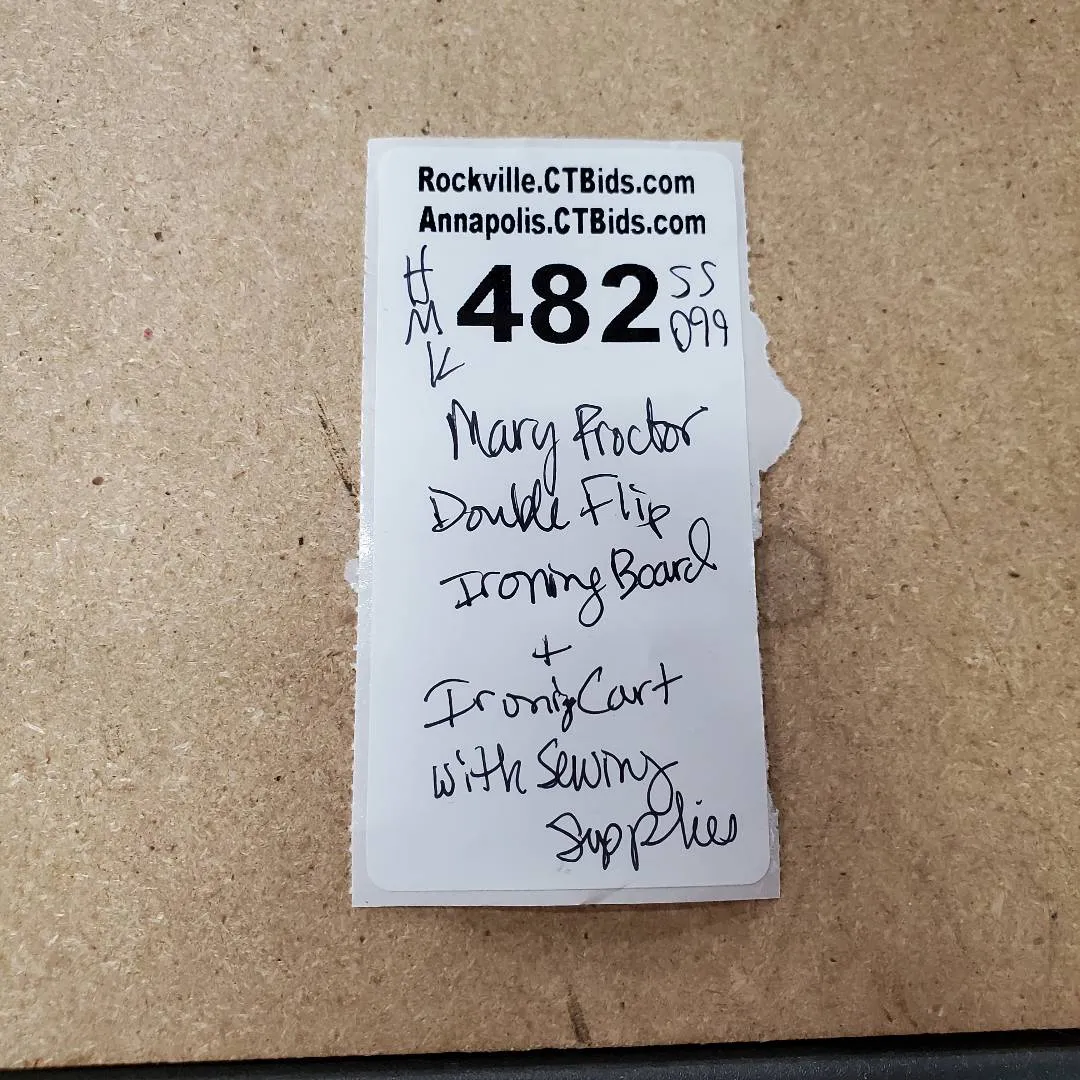 Rockville.CTBids.com
Annapolis.CTBids.com
H
M
K
482
SS
099
Mary Proctor
Double Flip
Ironing Board
+
Ironing Cart
with Sewing
Supplies